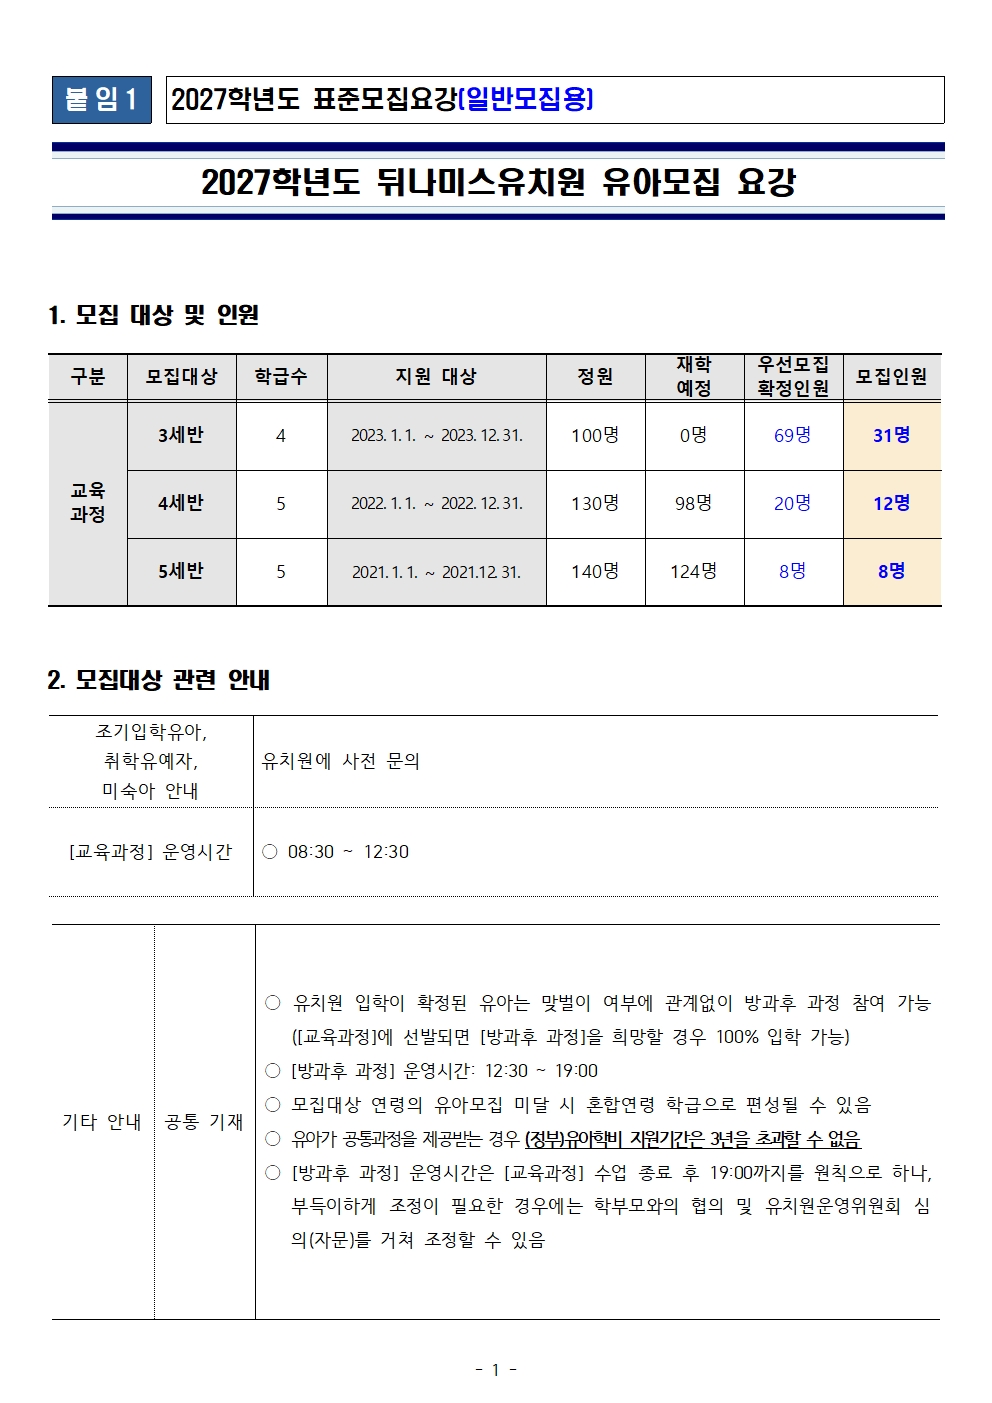 붙임1 2027학년도 표준모집요강(일반모집용)
2027학년도 뒤나미스유치원 유아모집 요강
1. 모집 대상 및 인원
구분 모집대상 학급수 지원 대상 정원 재학 예정 우선모집 확정인원 모집인원
교육 과정 3세반 4 2023. 1. 1. ~ 2023. 12. 31. 100명 0명 69명 31명
4세반 5 2022. 1. 1. ~ 2022. 12. 31. 130명 98명 20명 12명
5세반 5 2021. 1. 1. ~ 2021.12. 31. 140명 124명 8명 8명
2. 모집대상 관련 안내
조기입학유아,
취학유예자,
미숙아 안내
유치원에 사전 문의
[교육과정] 운영시간 ○ 08:30 ~ 12:30
기타 안내 공통 기재
○ 유치원 입학이 확정된 유아는 맞벌이 여부에 관계없이 방과후 과정 참여 가능
([교육과정]에 선발되면 [방과후 과정]을 희망할 경우 100% 입학 가능)
○ [방과후 과정] 운영시간: 12:30 ~ 19:00
○ 모집대상 연령의 유아모집 미달 시 혼합연령 학급으로 편성될 수 있음
○ 유아가 공통과정을 제공받는 경우 (정부)유아학비 지원기간은 3년을 초과할 수 없음
○ [방과후 과정] 운영시간은 [교육과정] 수업 종료 후 19:00까지를 원칙으로 하나,
부득이하게 조정이 필요한 경우에는 학부모와의 협의 및 유치원운영위원회 심
의(자문)를 거쳐 조정할 수 있음
- 1 -